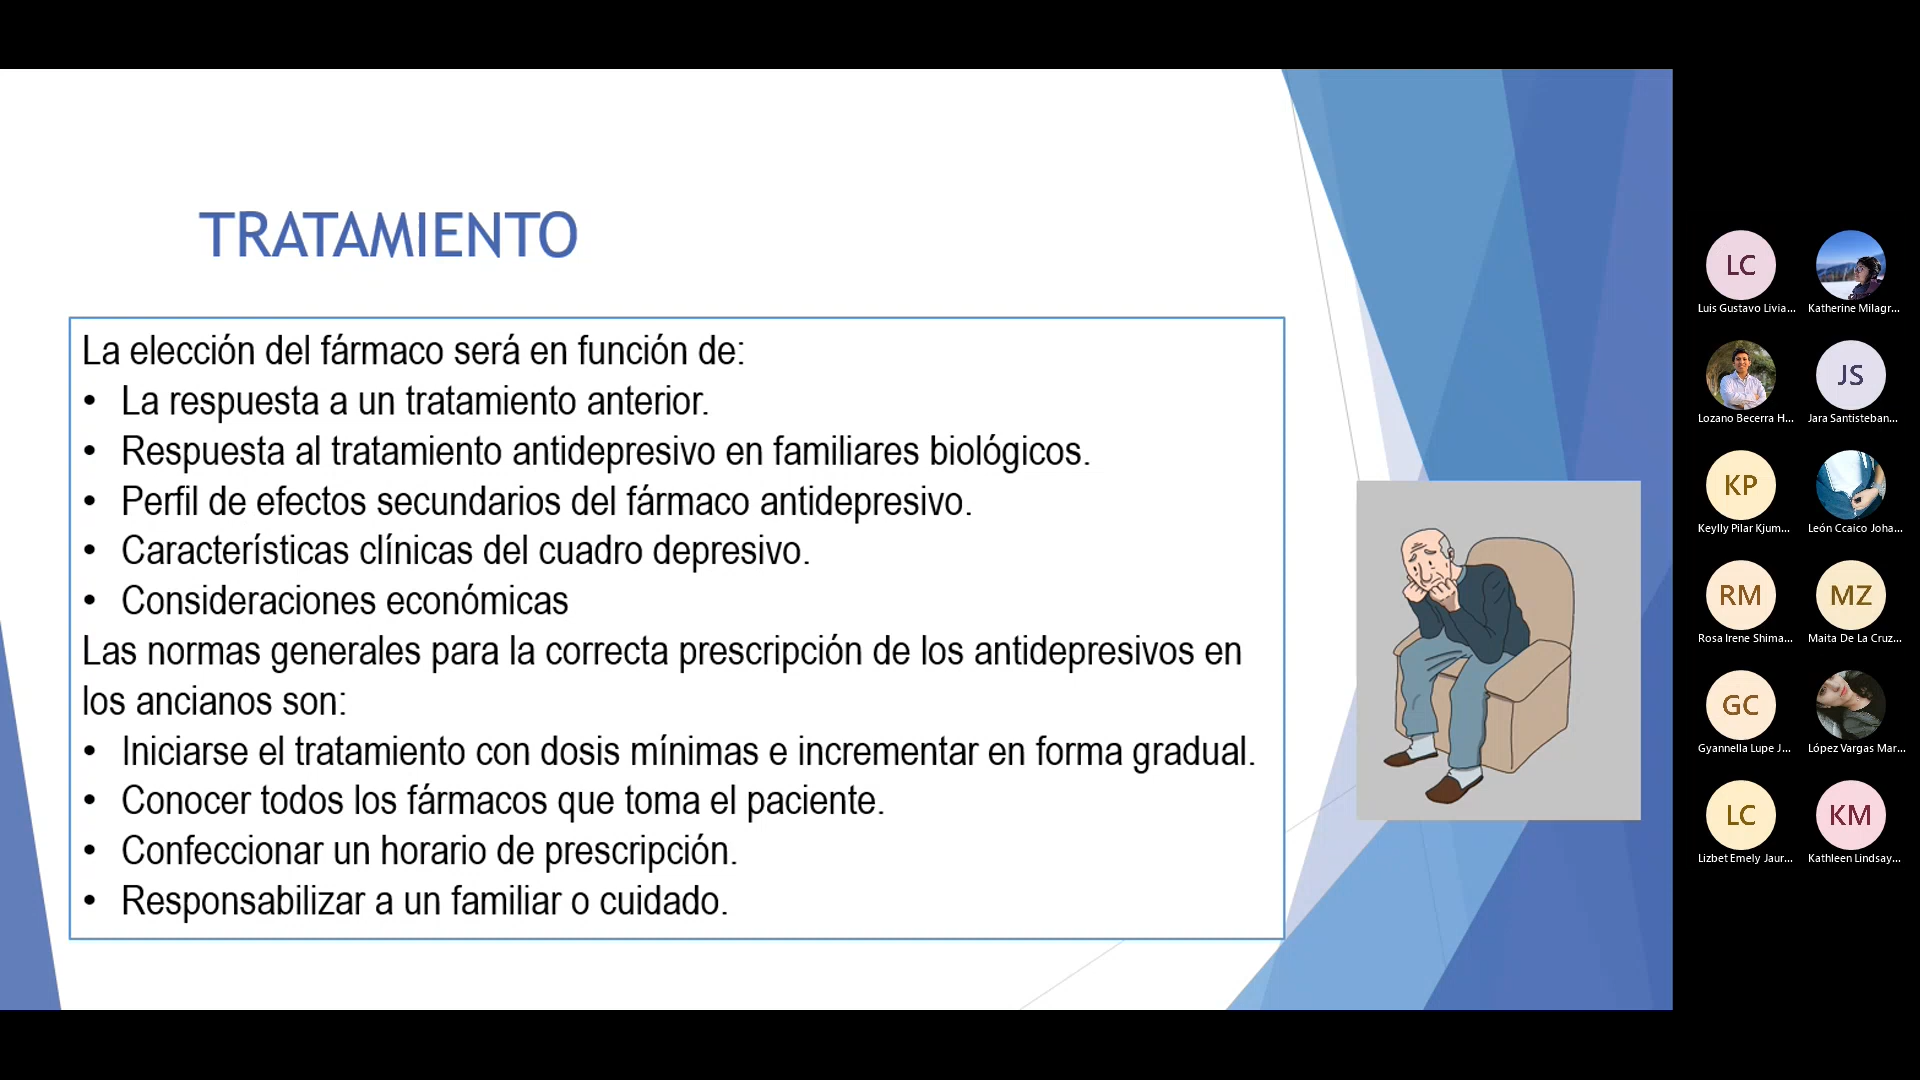 TRATAMIENTO
La elección del fármaco será en función de:
• La respuesta a un tratamiento anterior.
• Respuesta al tratamiento antidepresivo en familiares biológicos.
• Perfil de efectos secundarios del fármaco antidepresivo.
• Características clínicas del cuadro depresivo.
• Consideraciones económicas
Las normas generales para la correcta prescripción de los antidepresivos en
los ancianos son:
• Iniciarse el tratamiento con dosis mínimas e incrementar en forma gradual.
• Conocer todos los fármacos que toma el paciente.
• Confeccionar un horario de prescripción.
• Responsabilizar a un familiar o cuidado.
LC
Luis Gustavo Livia... Katherine Milagr...
JS
Lozano Becerra H... Jara Santisteban...
KP
Keylly Pilar Kjum... León Ccaico Joha...
RM MZ
Rosa Irene Shima... Maita De La Cruz...
GC
Gyannella Lupe J... López Vargas Mar...
LC KM
Lizbet Emely Jaur... Kathleen Lindsay...